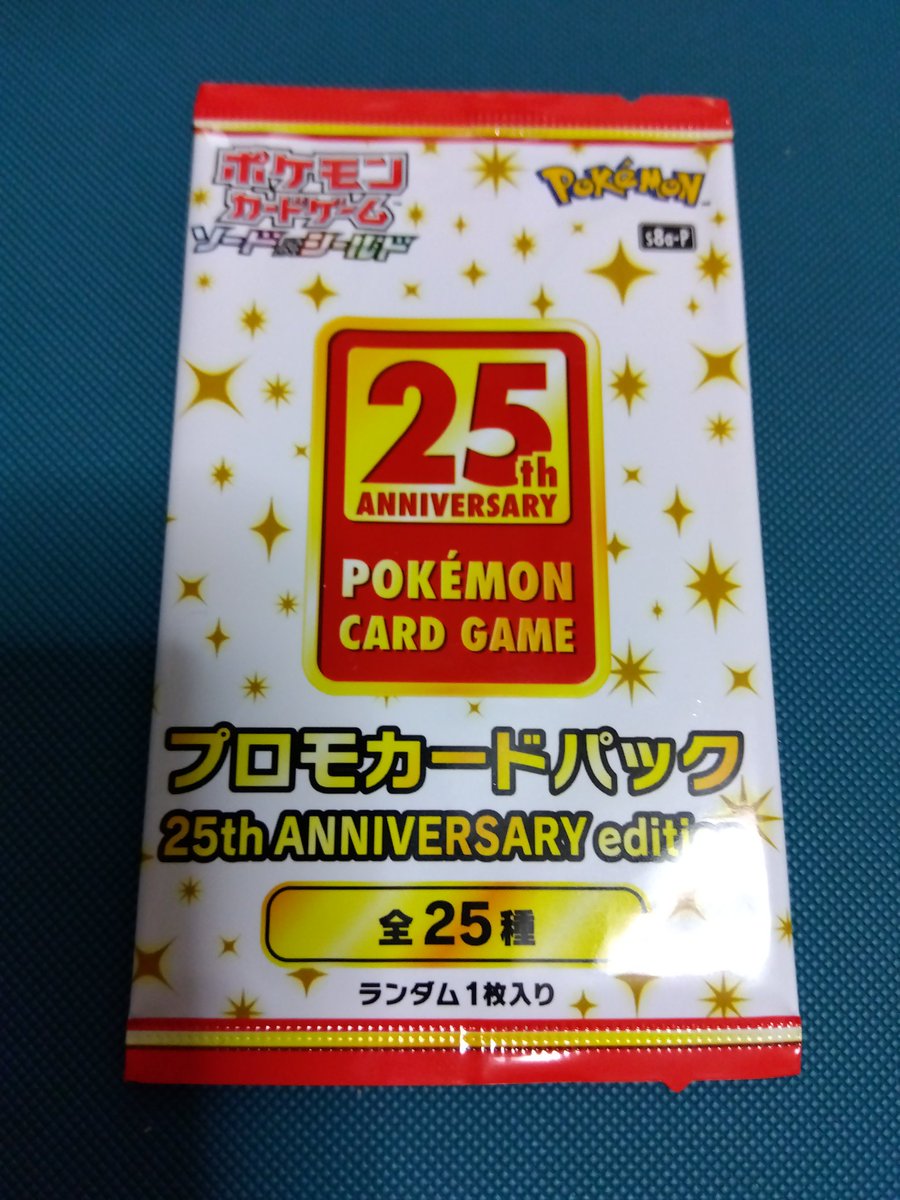 ポケモン
カードゲーム
ソード&シールド
POKéMON
s8a-P
25th
ANNIVERSARY
POKÉMON
CARD GAME
プロモカードパック
25th ANNIVERSARY edition
全25種
ランダム1枚入り